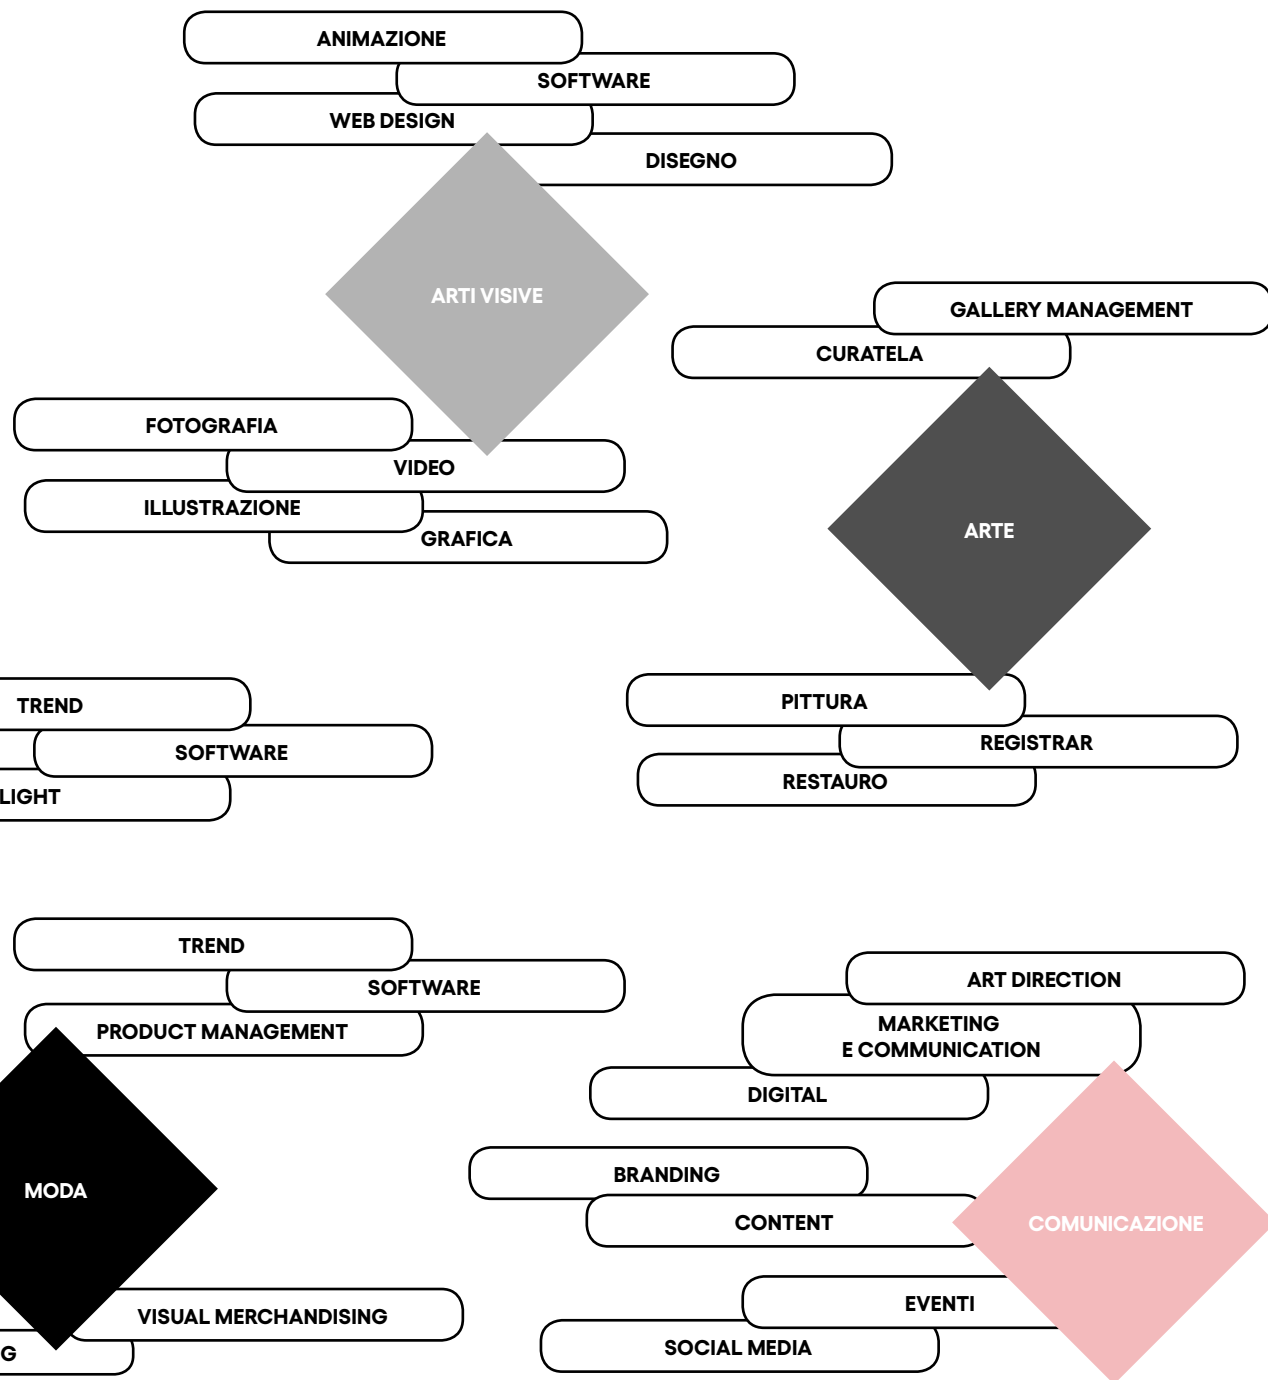 ANIMAZIONE
SOFTWARE
WEB DESIGN
DISEGNO
ARTI VISIVE
GALLERY MANAGEMENT
CURATELA
FOTOGRAFIA
VIDEO
ILLUSTRAZIONE
GRAFICA
ARTE
TREND
SOFTWARE
LIGHT
PITTURA
REGISTRAR
RESTAURO
TREND
SOFTWARE
PRODUCT MANAGEMENT
MODA
VISUAL MERCHANDISING
G
ART DIRECTION
MARKETING
E COMMUNICATION
DIGITAL
BRANDING
CONTENT
COMUNICAZIONE
EVENTI
SOCIAL MEDIA